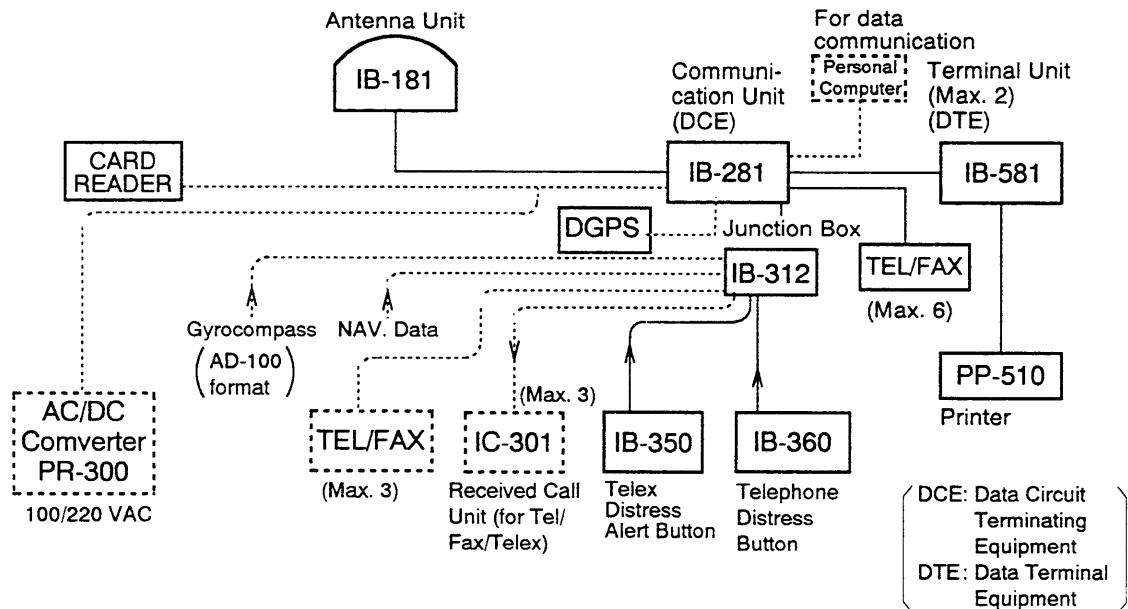 Antenna Unit
IB-181
For data
communication
Personal
Computer
Communi-
cation Unit
(DCE)
Terminal Unit
(Max. 2)
(DTE)
CARD
READER
IB-281
IB-581
DGPS
Junction Box
IB-312
TEL/FAX
(Max. 6)
Gyrocompass
(AD-100
format)
NAV. Data
PP-510
Printer
AC/DC
Comverter
PR-300
100/220 VAC
TEL/FAX
(Max. 3)
(Max. 3)
IC-301
Received Call
Unit (for Tel/
Fax/Telex)
IB-350
Telex
Distress
Alert Button
IB-360
Telephone
Distress
Button
(DCE: Data Circuit
Terminating
Equipment
DTE: Data Terminal
Equipment)